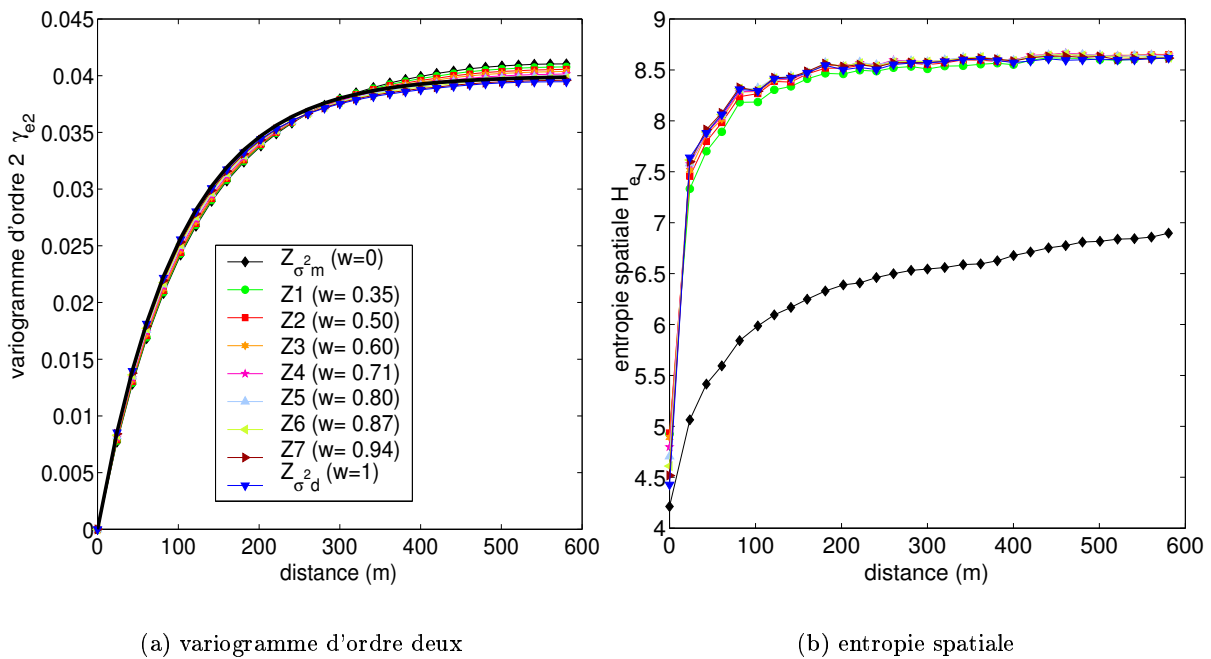 0.045
0.04
0.035
0.03
0.025
0.02
0.015
0.01
0.005
0
0
100
200
300
400
500
600
distance (m)
variogramme d'ordre 2 γe2
Zσ²m (w=0)
Z1 (w= 0.35)
Z2 (w= 0.50)
Z3 (w= 0.60)
Z4 (w= 0.71)
Z5 (w= 0.80)
Z6 (w= 0.87)
Z7 (w= 0.94)
Zσ²d (w=1)
(a) variogramme d'ordre deux
9
8.5
8
7.5
7
6.5
6
5.5
5
4.5
4
0
100
200
300
400
500
600
distance (m)
entropie spatiale He
(b) entropie spatiale